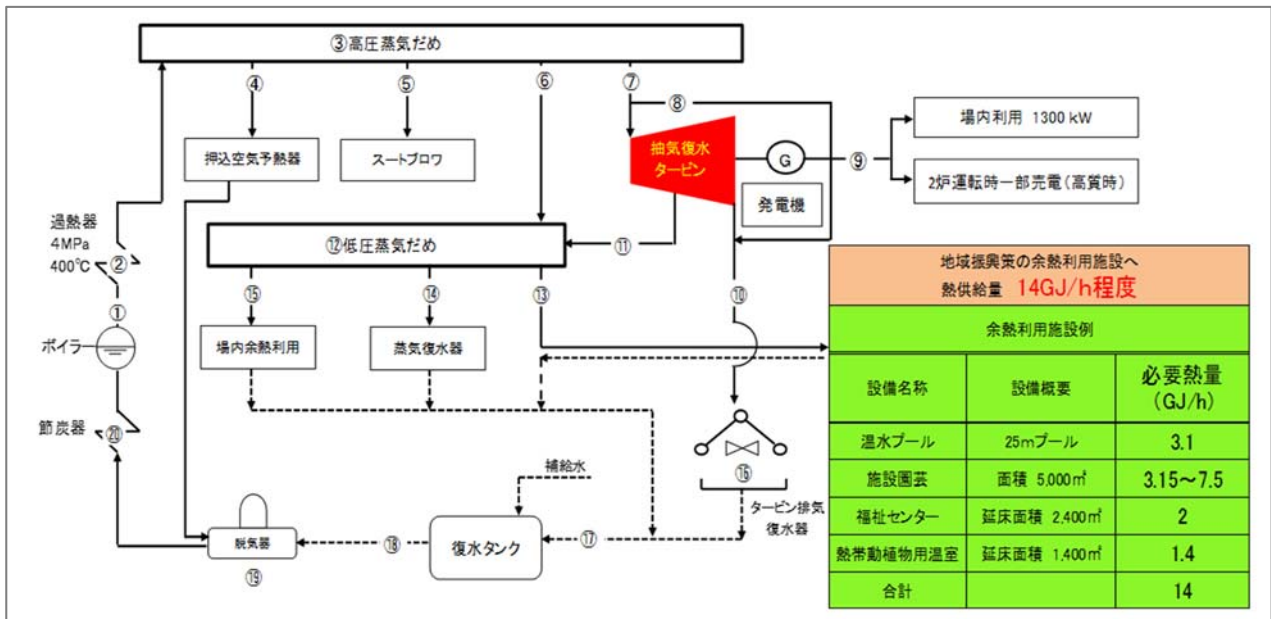 ③高圧蒸気だめ
④
⑤
⑥
⑦
⑧
押込空気予熱器
スートブロワ
抽気復水
タービン
G
発電機
⑨
場内利用 1300 kW
2炉運転時一部売電(高質時)
過熱器
4MPa
400℃
②
①
ボイラー
節炭器
⑳
⑫低圧蒸気だめ
⑪
⑩
⑮
⑭
⑬
場内余熱利用
蒸気復水器
補給水
⑯
タービン排気
復水器
脱気器
⑲
⑱
復水タンク
⑰
地域振興策の余熱利用施設へ
熱供給量 14GJ/h程度
余熱利用施設例
設備名称 設備概要 必要熱量
(GJ/h)
温水プール 25mプール 3.1
施設園芸 面積 5,000㎡ 3.15~7.5
福祉センター 延床面積 2,400㎡ 2
熱帯動植物用温室 延床面積 1,400㎡ 1.4
合計 14